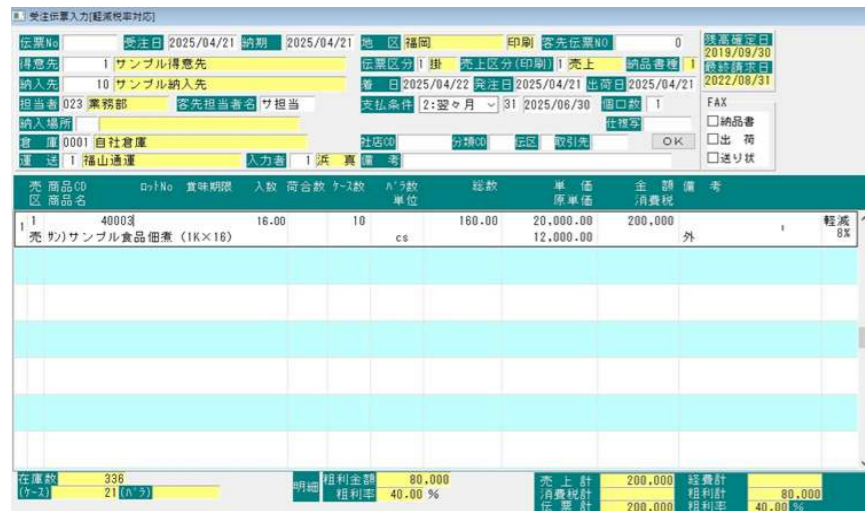 受注伝票入力[軽減税率対応]
伝票No 受注日 2025/04/21 納期 2025/04/21 地 区 福岡 印刷 客先伝票NO 0 残高確定日
2019/09/30
得意先 1 サンプル得意先 伝票区分 1 掛 売上区分(印刷) 1 売上 納品書種 1 最終請求日
2022/08/31
納入先 10 サンプル納入先 着 日 2025/04/22 発注日 2025/04/21 出荷日 2025/04/21
担当者 023 業務部 客先担当者名 サ担当 支払条件 2:翌々月 31 2025/06/30 個口数 1 FAX
納入場所 仕複写 □納品書
倉 庫 0001 自社倉庫 社店CD 分類CD 伝区 取引先 OK □出 荷
運 送 1 福山通運 入力者 1 浜 真 備 考 □送り状
売 商品CD ロットNo 賞味期限 入数 荷合数 ケース数 バラ数 総数 単 価 金 額 備 考
区 商品名 単位 原単価 消費税
1 1 40003 16.00 10 160.00 20,000.00 200,000 軽減
売 サン)サンプル食品佃煮 (1K×16) cs 12,000.00 外 8%
在庫数 336 明細 粗利金額 80,000 売 上 計 200,000 経費計
(ケース) 21 (バラ) 粗利率 40.00 % 消費税計 粗利計 80,000
伝 票 計 200,000 粗利率 40.00 %